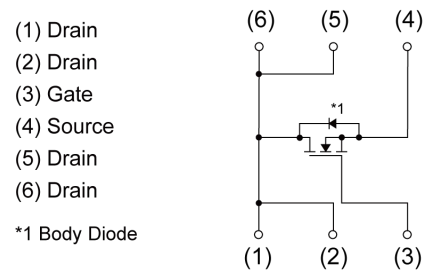 (1) Drain
(2) Drain
(3) Gate
(4) Source
(5) Drain
(6) Drain
*1 Body Diode
(6) (5) (4)
*1
(1) (2) (3)